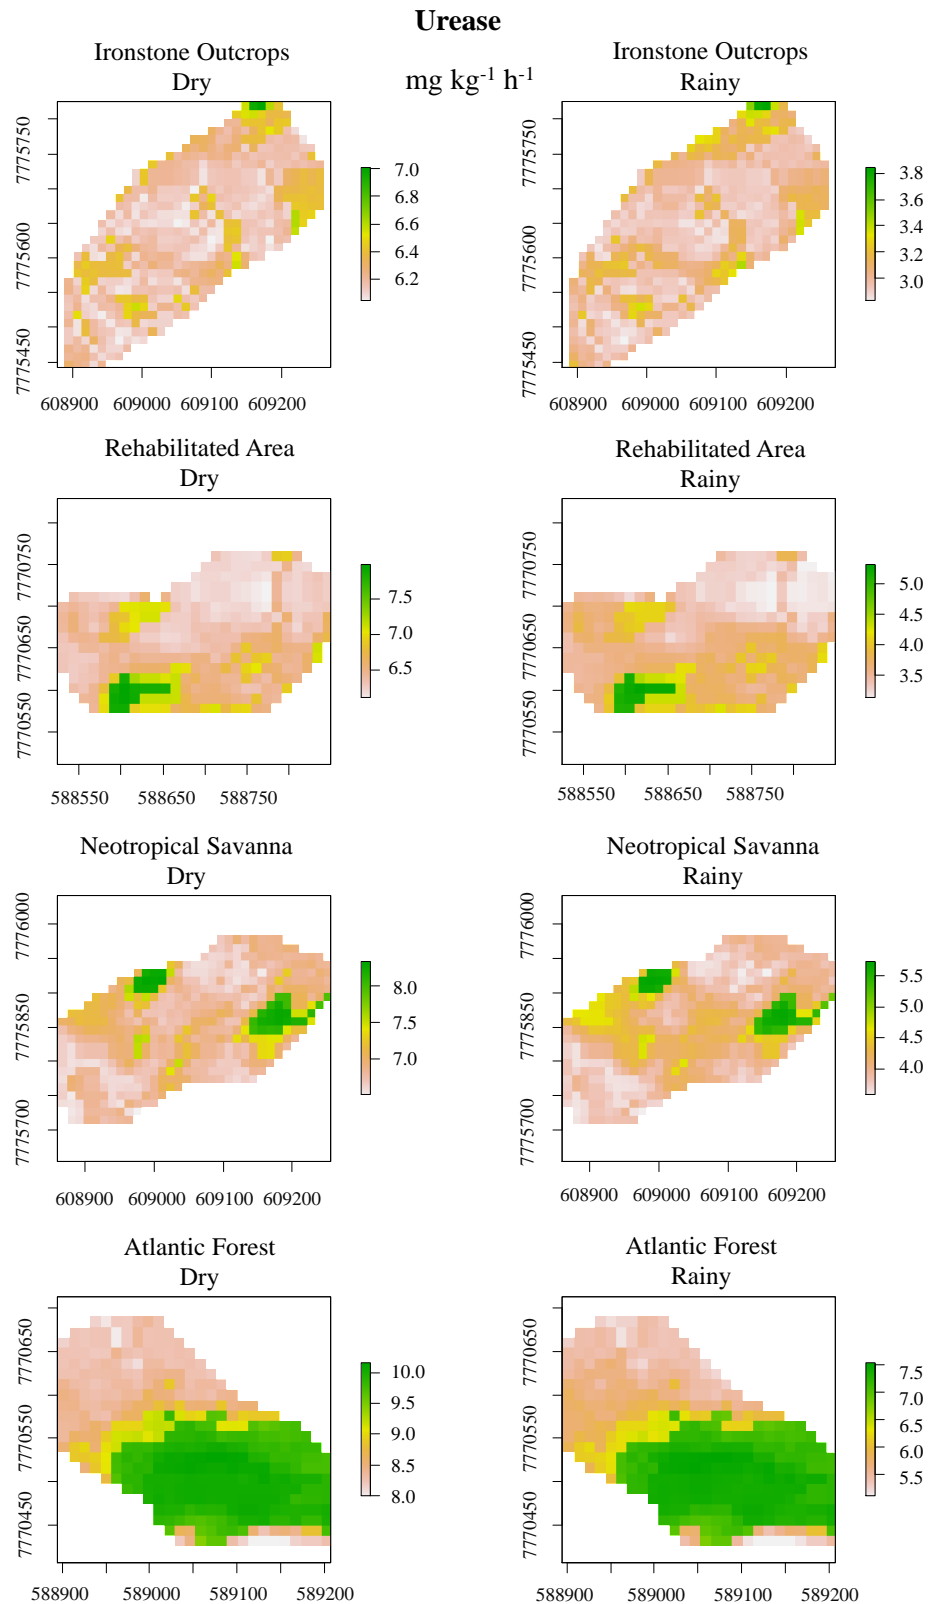 Urease
mg kg-1 h-1
Ironstone Outcrops
Dry
7775750
7775600
7775450
608900 609000 609100 609200
7.0
6.8
6.6
6.4
6.2
Ironstone Outcrops
Rainy
7775750
7775600
7775450
608900 609000 609100 609200
3.8
3.6
3.4
3.2
3.0
Rehabilitated Area
Dry
7770750
7770650
7770550
588550 588650 588750
7.5
7.0
6.5
Rehabilitated Area
Rainy
7770750
7770650
7770550
588550 588650 588750
5.0
4.5
4.0
3.5
Neotropical Savanna
Dry
7776000
7775850
7775700
608900 609000 609100 609200
8.0
7.5
7.0
Neotropical Savanna
Rainy
7776000
7775850
7775700
608900 609000 609100 609200
5.5
5.0
4.5
4.0
Atlantic Forest
Dry
7770650
7770550
7770450
588900 589000 589100 589200
10.0
9.5
9.0
8.5
8.0
Atlantic Forest
Rainy
7770650
7770550
7770450
588900 589000 589100 589200
7.5
7.0
6.5
6.0
5.5